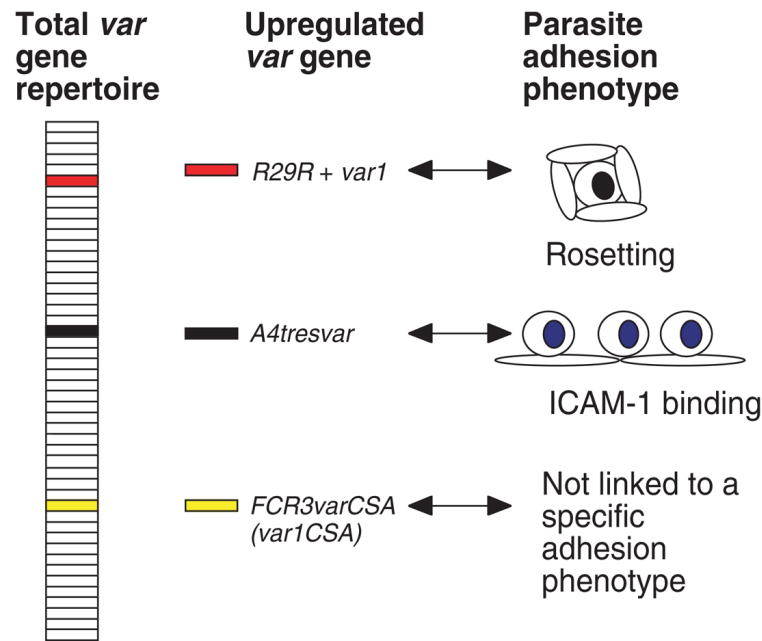 Total var
gene
repertoire
Upregulated
var gene
Parasite
adhesion
phenotype
R29R + var1
Rosetting
A4tresvar
ICAM-1 binding
FCR3varCSA
(var1CSA)
Not linked to a
specific
adhesion
phenotype